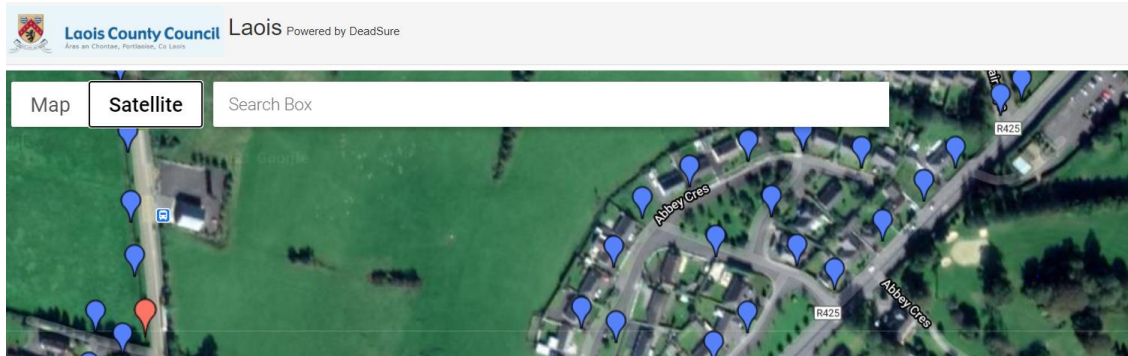 Laois County Council
Áras an Chontae, Portlaoise, Co Laois
Laois Powered by DeadSure
Map
Satellite
Search Box
R425
Google
Abbey Cres
Abbey Cres
R425